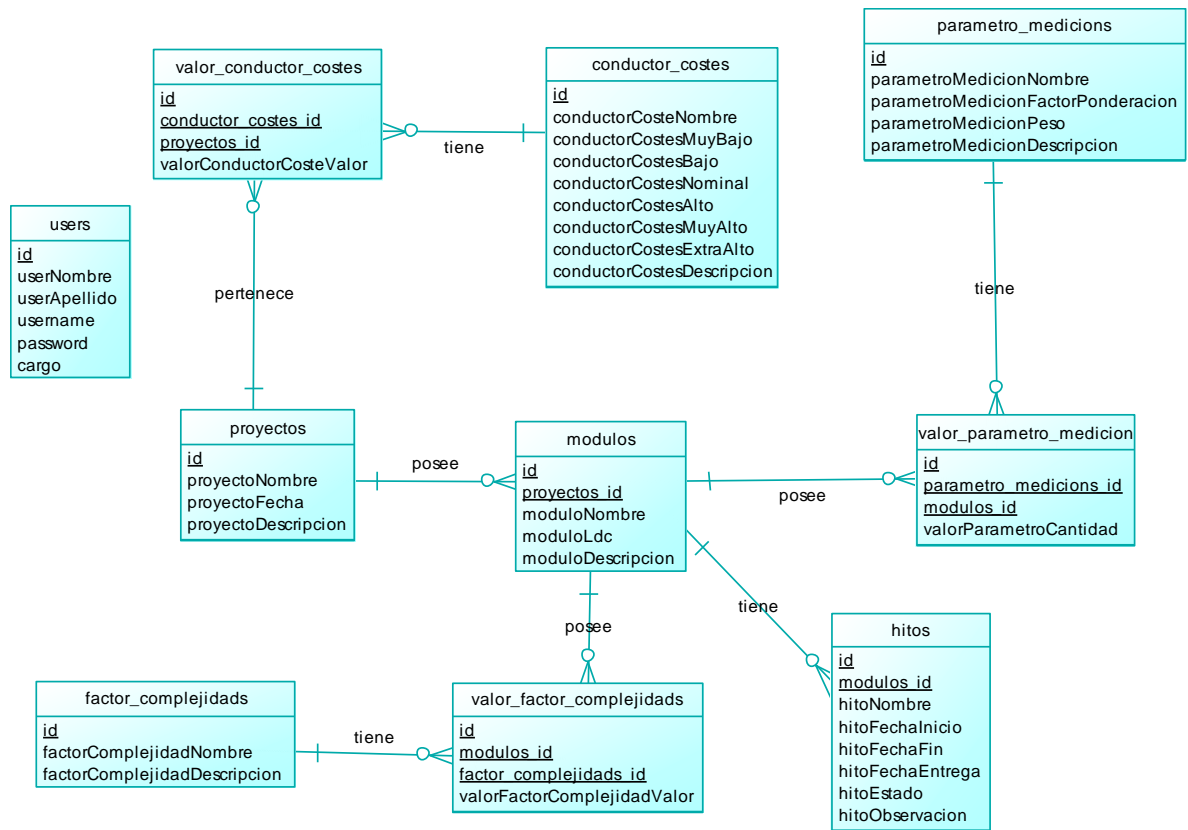 parametro_medicions
id
parametroMedicionNombre
parametroMedicionFactorPonderacion
parametroMedicionPeso
parametroMedicionDescripcion
valor_conductor_costes
id
conductor_costes_id
proyectos_id
valorConductorCosteValor
conductor_costes
id
conductorCosteNombre
conductorCostesMuyBajo
conductorCostesBajo
conductorCostesNominal
conductorCostesAlto
conductorCostesMuyAlto
conductorCostesExtraAlto
conductorCostesDescripcion
tiene
users
id
userNombre
userApellido
username
password
cargo
pertenece
tiene
proyectos
id
proyectoNombre
proyectoFecha
proyectoDescripcion
posee
modulos
id
proyectos_id
moduloNombre
moduloLdc
moduloDescripcion
posee
valor_parametro_medicion
id
parametro_medicions_id
modulos_id
valorParametroCantidad
tiene
posee
hitos
id
modulos_id
hitoNombre
hitoFechaInicio
hitoFechaFin
hitoFechaEntrega
hitoEstado
hitoObservacion
factor_complejidads
id
factorComplejidadNombre
factorComplejidadDescripcion
tiene
valor_factor_complejidads
id
modulos_id
factor_complejidads_id
valorFactorComplejidadValor